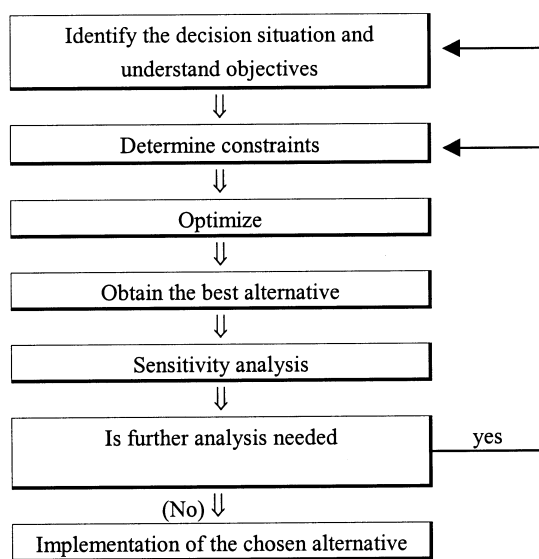 Identify the decision situation and
understand objectives
Determine constraints
Optimize
Obtain the best alternative
Sensitivity analysis
Is further analysis needed
yes
(No)
Implementation of the chosen alternative